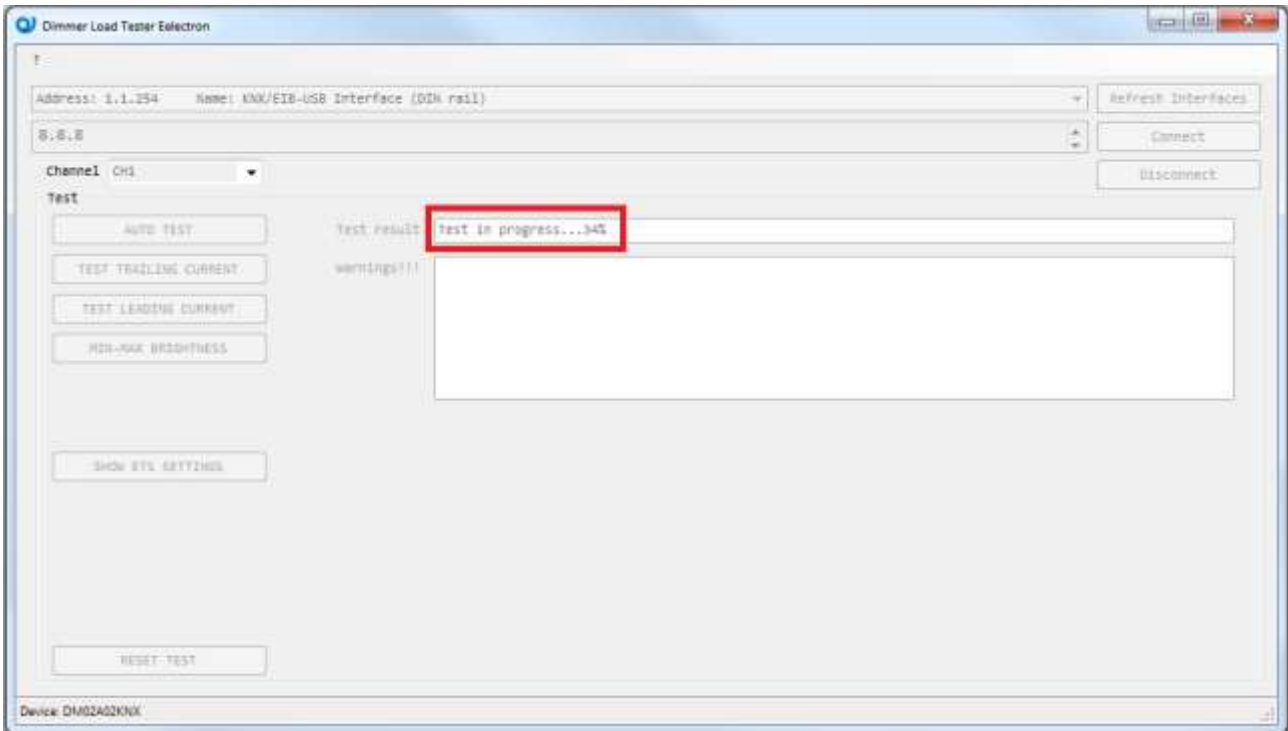 Dimmer Load Tester Eelectron
?
Address: 1.1.254 Name: KNX/EIB-USB Interface (DIN rail)
Refresh Interfaces
8.8.8
Connect
Channel CH1
Disconnect
Test
AUTO TEST
Test result
Test in progress...34%
TEST TRAILING CURRENT
warnings!!!
TEST LEADING CURRENT
MIN-MAX BRIGHTNESS
SHOW ETS SETTINGS
RESET TEST
Device: DM02A02KNX